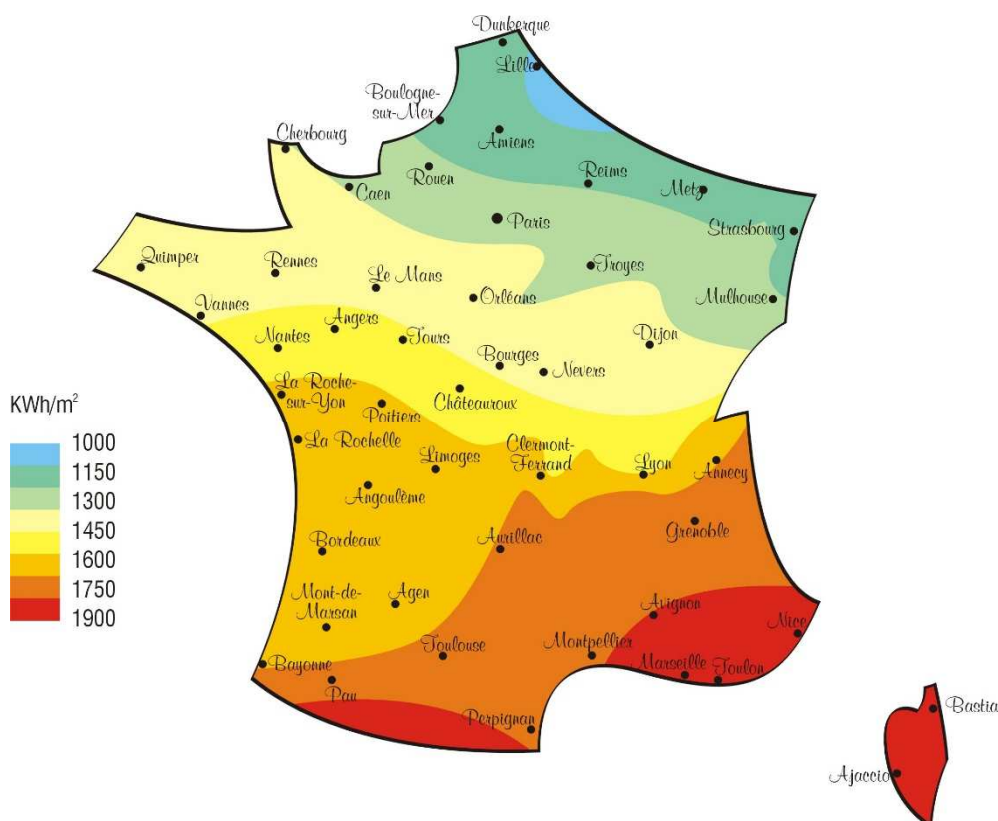 Dunkerque
Lille
Boulogne-
sur-Mer
Cherbourg
Amiens
Rouen
Reims
Caen
Metz
Paris
Strasbourg
Quimper
Rennes
Troyes
Le Mans
Orléans
Mulhouse
Vannes
Angers
Nantes
Tours
Dijon
Bourges
Nevers
La Roche-
sur-Yon
Châteauroux
Poitiers
KWh/m²
1000
1150
1300
1450
1600
1750
1900
La Rochelle
Limoges
Clermont-
Ferrand
Lyon
Annecy
Angoulême
Grenoble
Bordeaux
Aurillac
Mont-de-
Marsan
Agen
Avignon
Nice
Toulouse
Montpellier
Bayonne
Marseille
Toulon
Pau
Perpignan
Bastia
Ajaccio